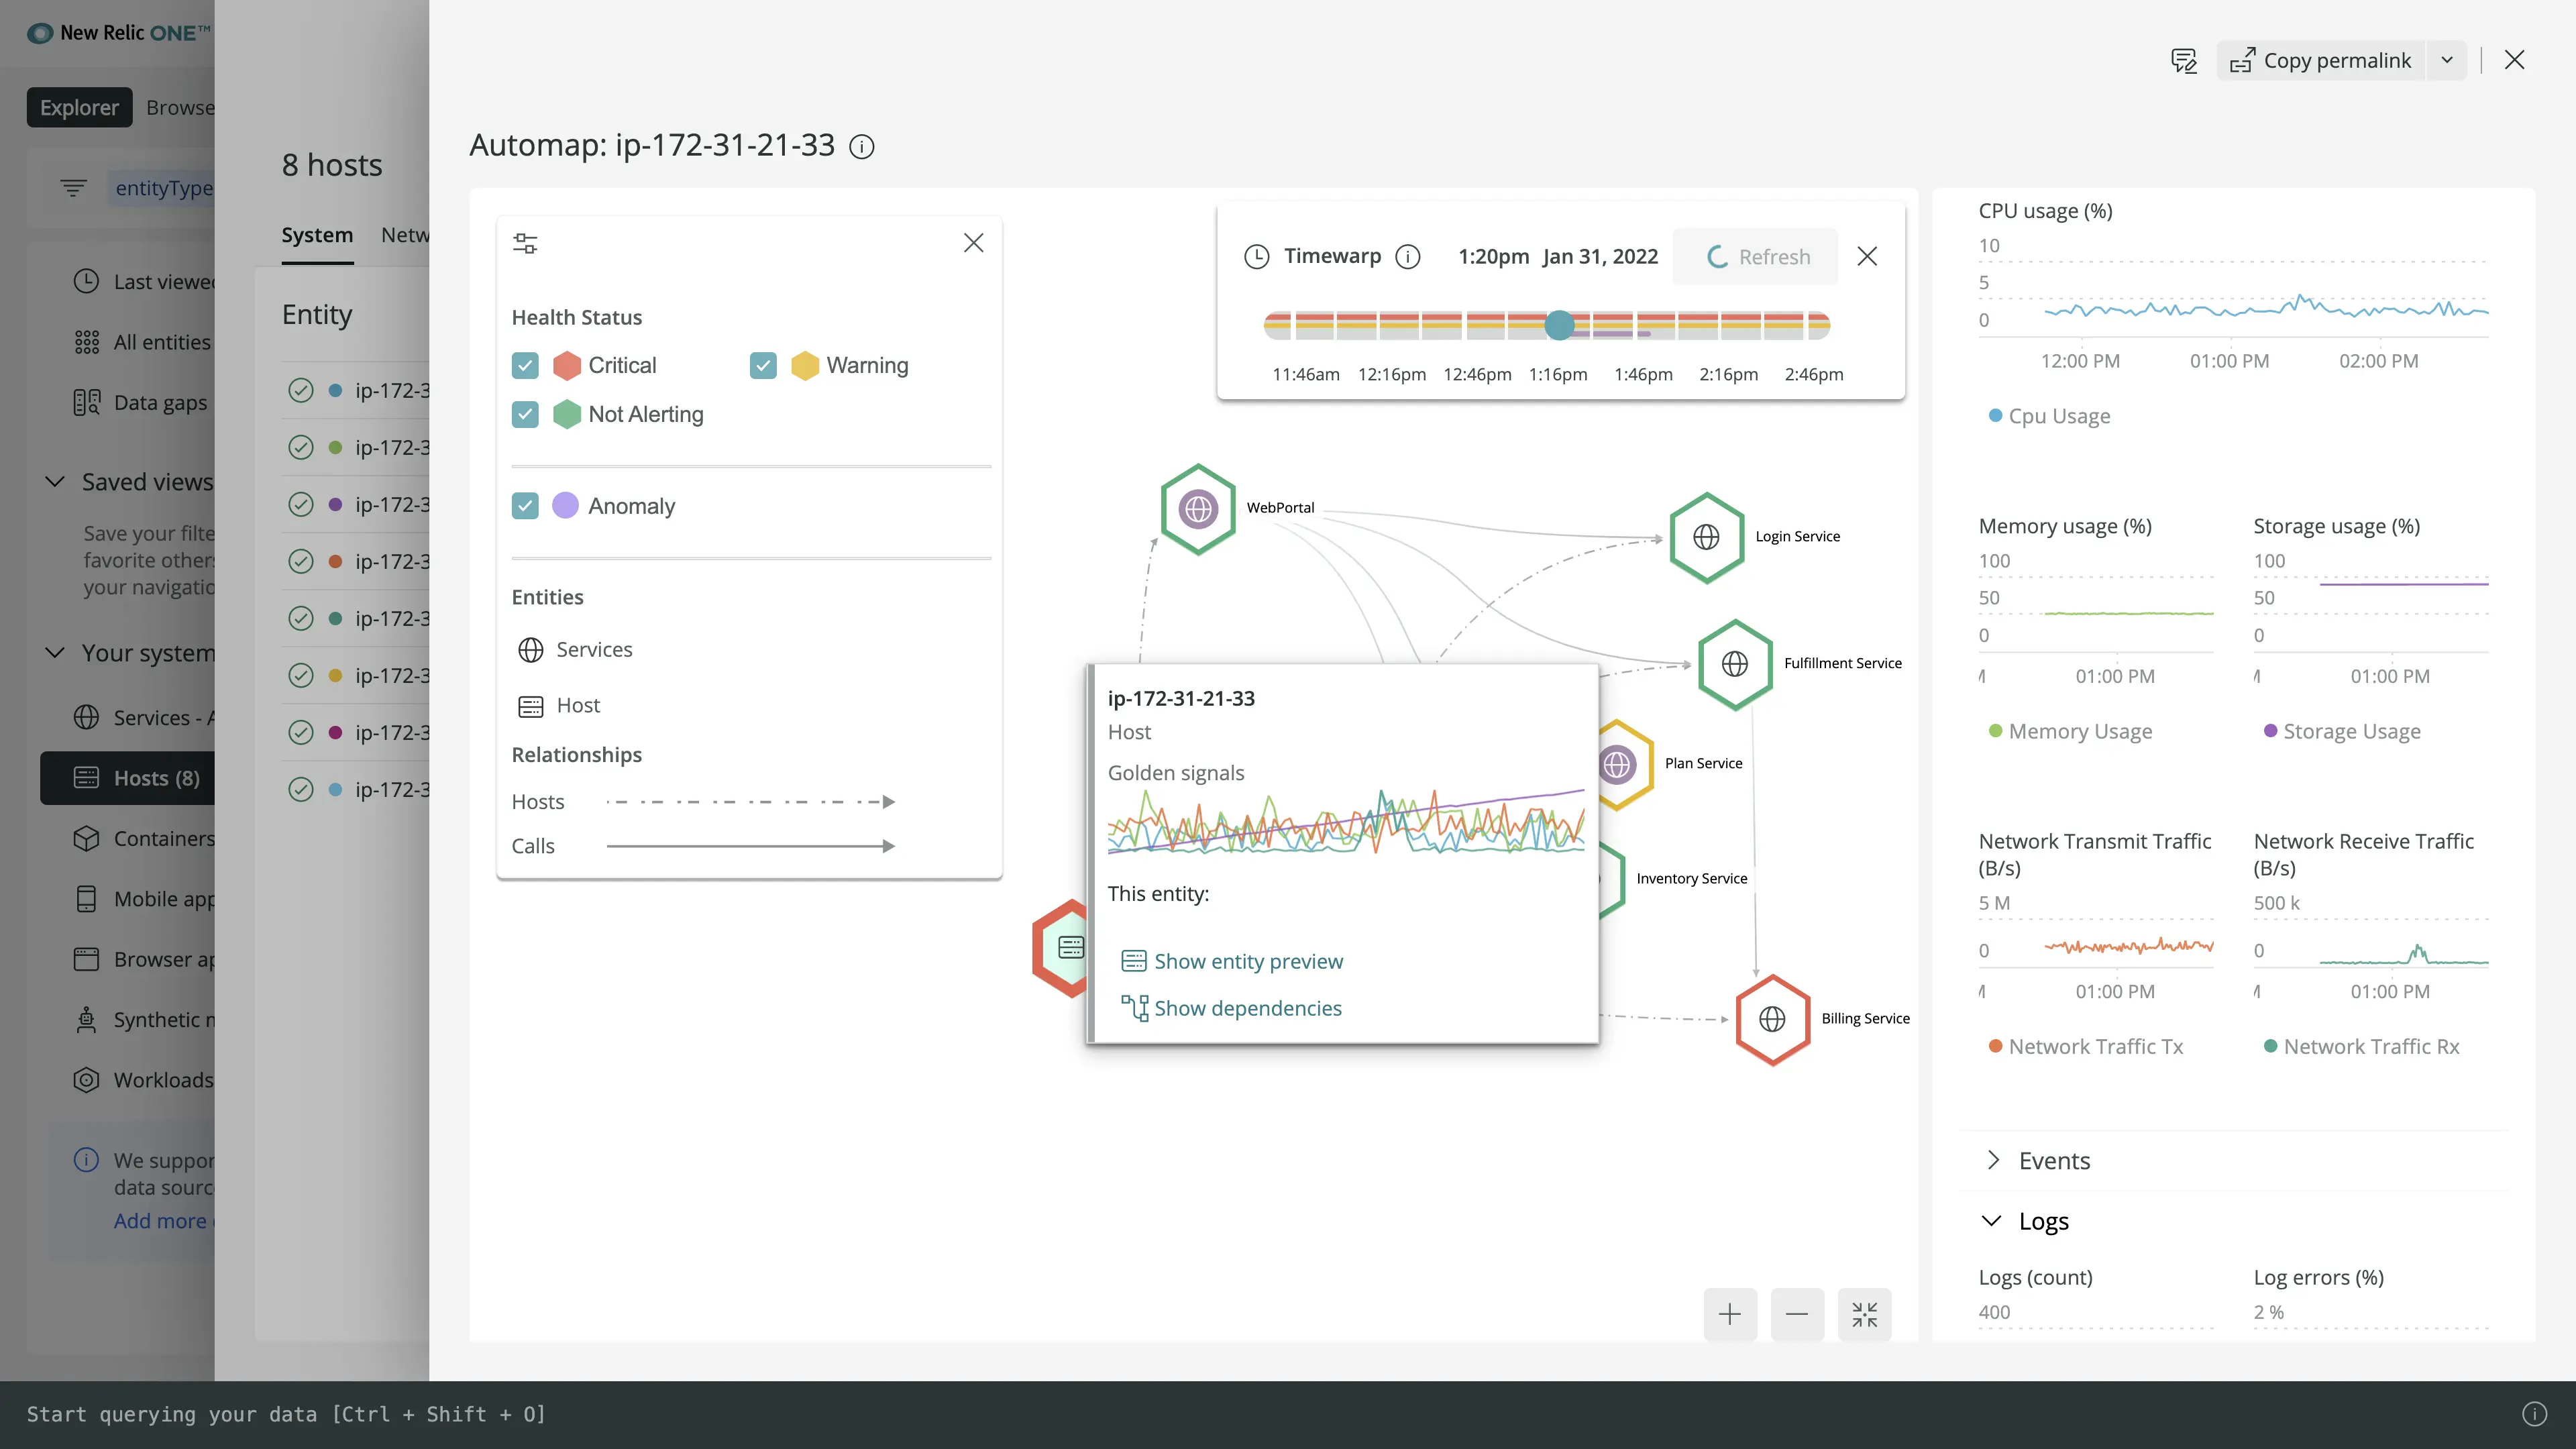 New Relic ONE™
Explorer
Browse
entityType
Last viewed
All entities
Data gaps
Saved views
Save your filte
favorite others
your navigatio
Your system
Services - A
Hosts (8)
Containers
Mobile app
Browser ap
Synthetic m
Workloads
We suppor
data sourc
Add more
8 hosts
System
Netw
Entity
ip-172-3
ip-172-3
ip-172-3
ip-172-3
ip-172-3
ip-172-3
ip-172-3
ip-172-3
Copy permalink
Automap: ip-172-31-21-33
Health Status
Critical
Warning
Not Alerting
Anomaly
Entities
Services
Host
Relationships
Hosts
Calls
Timewarp
1:20pm Jan 31, 2022
Refresh
11:46am 12:16pm 12:46pm 1:16pm 1:46pm 2:16pm 2:46pm
WebPortal
Login Service
Fulfillment Service
Plan Service
Inventory Service
Billing Service
ip-172-31-21-33
Host
Golden signals
This entity:
Show entity preview
Show dependencies
CPU usage (%)
10
5
0
12:00 PM 01:00 PM 02:00 PM
Cpu Usage
Memory usage (%)
100
50
0
01:00 PM
Memory Usage
Storage usage (%)
100
50
0
01:00 PM
Storage Usage
Network Transmit Traffic
(B/s)
5 M
0
01:00 PM
Network Traffic Tx
Network Receive Traffic
(B/s)
500 k
0
01:00 PM
Network Traffic Rx
Events
Logs
Logs (count)
400
Log errors (%)
2 %
Start querying your data [Ctrl + Shift + O]